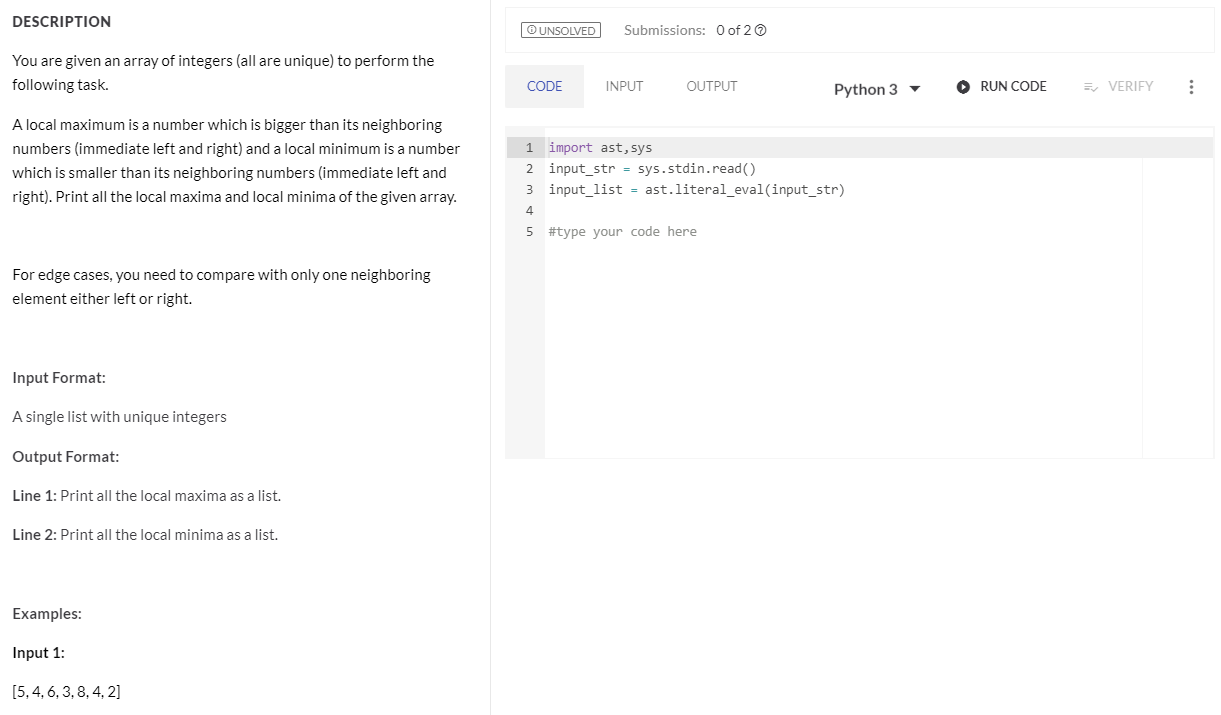 DESCRIPTION
You are given an array of integers (all are unique) to perform the
following task.
A local maximum is a number which is bigger than its neighboring
numbers (immediate left and right) and a local minimum is a number
which is smaller than its neighboring numbers (immediate left and
right). Print all the local maxima and local minima of the given array.
For edge cases, you need to compare with only one neighboring
element either left or right.
Input Format:
A single list with unique integers
Output Format:
Line 1: Print all the local maxima as a list.
Line 2: Print all the local minima as a list.
Examples:
Input 1:
[5, 4, 6, 3, 8, 4, 2]
UNSOLVED Submissions: 0 of 2
CODE INPUT OUTPUT Python 3 RUN CODE VERIFY
1 import ast,sys
2 input_str = sys.stdin.read()
3 input_list = ast.literal_eval(input_str)
4
5 #type your code here